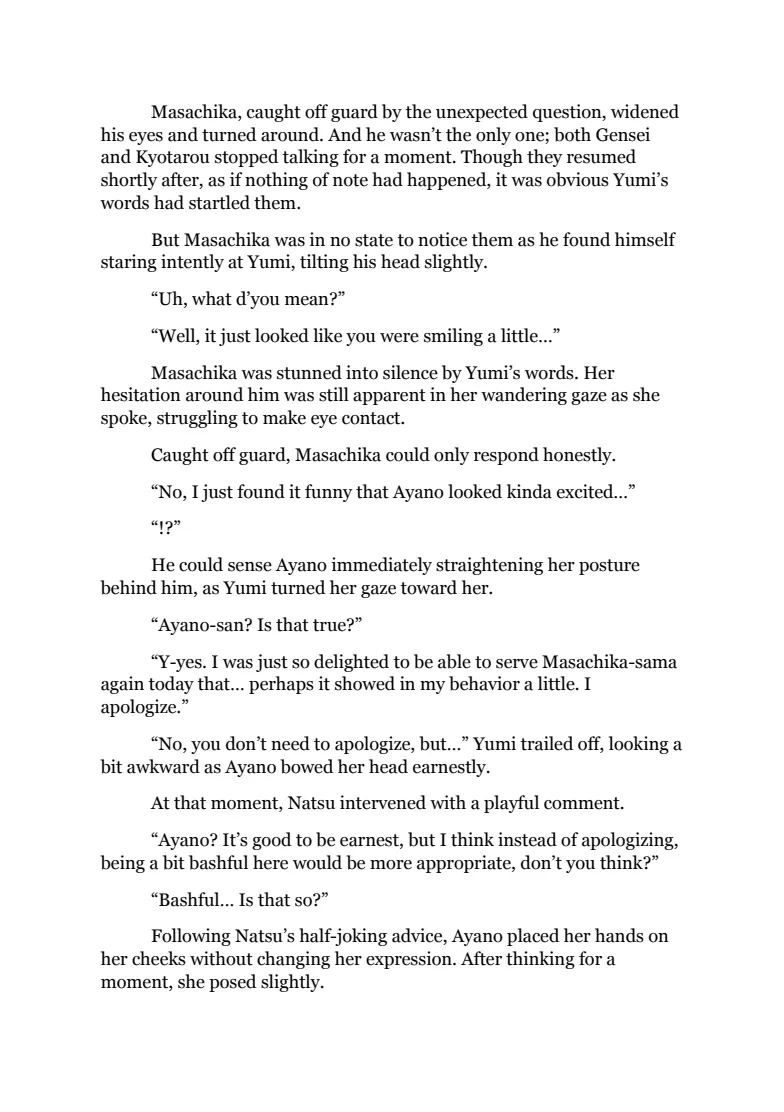 Masachika, caught off guard by the unexpected question, widened
his eyes and turned around. And he wasn’t the only one; both Gensei
and Kyotarou stopped talking for a moment. Though they resumed
shortly after, as if nothing of note had happened, it was obvious Yumi’s
words had startled them.
But Masachika was in no state to notice them as he found himself
staring intently at Yumi, tilting his head slightly.
“Uh, what d’you mean?”
“Well, it just looked like you were smiling a little…”
Masachika was stunned into silence by Yumi’s words. Her
hesitation around him was still apparent in her wandering gaze as she
spoke, struggling to make eye contact.
Caught off guard, Masachika could only respond honestly.
“No, I just found it funny that Ayano looked kinda excited…”
“!?”
He could sense Ayano immediately straightening her posture
behind him, as Yumi turned her gaze toward her.
“Ayano-san? Is that true?”
“Y-yes. I was just so delighted to be able to serve Masachika-sama
again today that… perhaps it showed in my behavior a little. I
apologize.”
“No, you don’t need to apologize, but…” Yumi trailed off, looking a
bit awkward as Ayano bowed her head earnestly.
At that moment, Natsu intervened with a playful comment.
“Ayano? It’s good to be earnest, but I think instead of apologizing,
being a bit bashful here would be more appropriate, don’t you think?”
“Bashful… Is that so?”
Following Natsu’s half-joking advice, Ayano placed her hands on
her cheeks without changing her expression. After thinking for a
moment, she posed slightly.